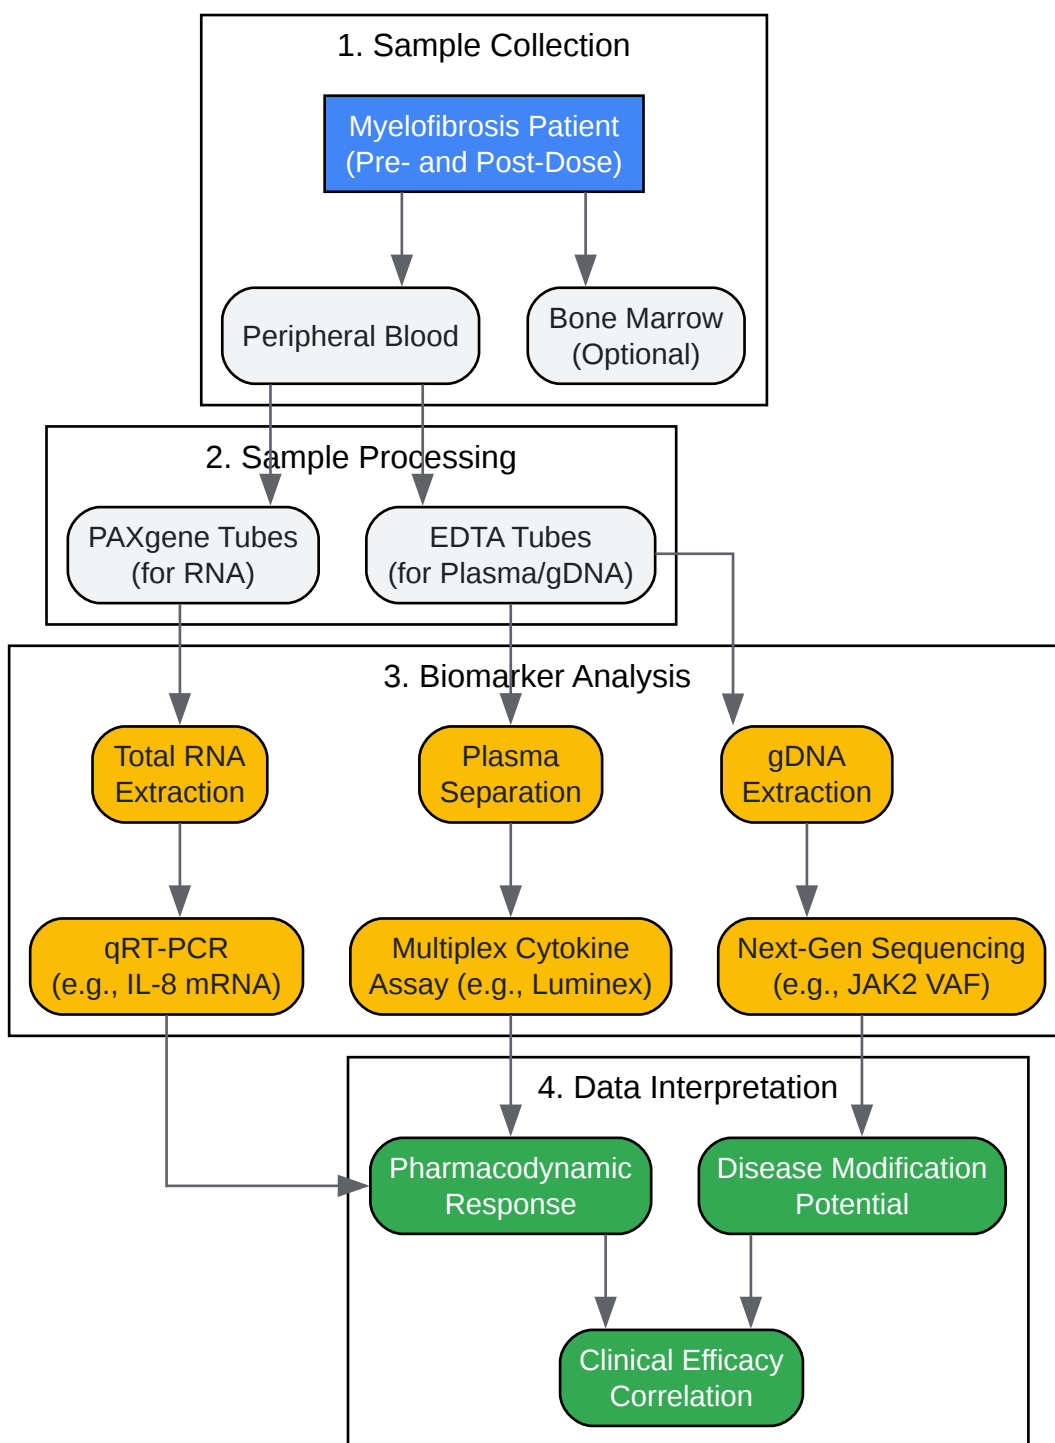 1. Sample Collection
Myelofibrosis Patient
(Pre- and Post-Dose)
Peripheral Blood
Bone Marrow
(Optional)
2. Sample Processing
PAXgene Tubes
(for RNA)
EDTA Tubes
(for Plasma/gDNA)
3. Biomarker Analysis
Total RNA
Extraction
Plasma
Separation
gDNA
Extraction
qRT-PCR
(e.g., IL-8 mRNA)
Multiplex Cytokine
Assay (e.g., Luminex)
Next-Gen Sequencing
(e.g., JAK2 VAF)
4. Data Interpretation
Pharmacodynamic
Response
Disease Modification
Potential
Clinical Efficacy
Correlation